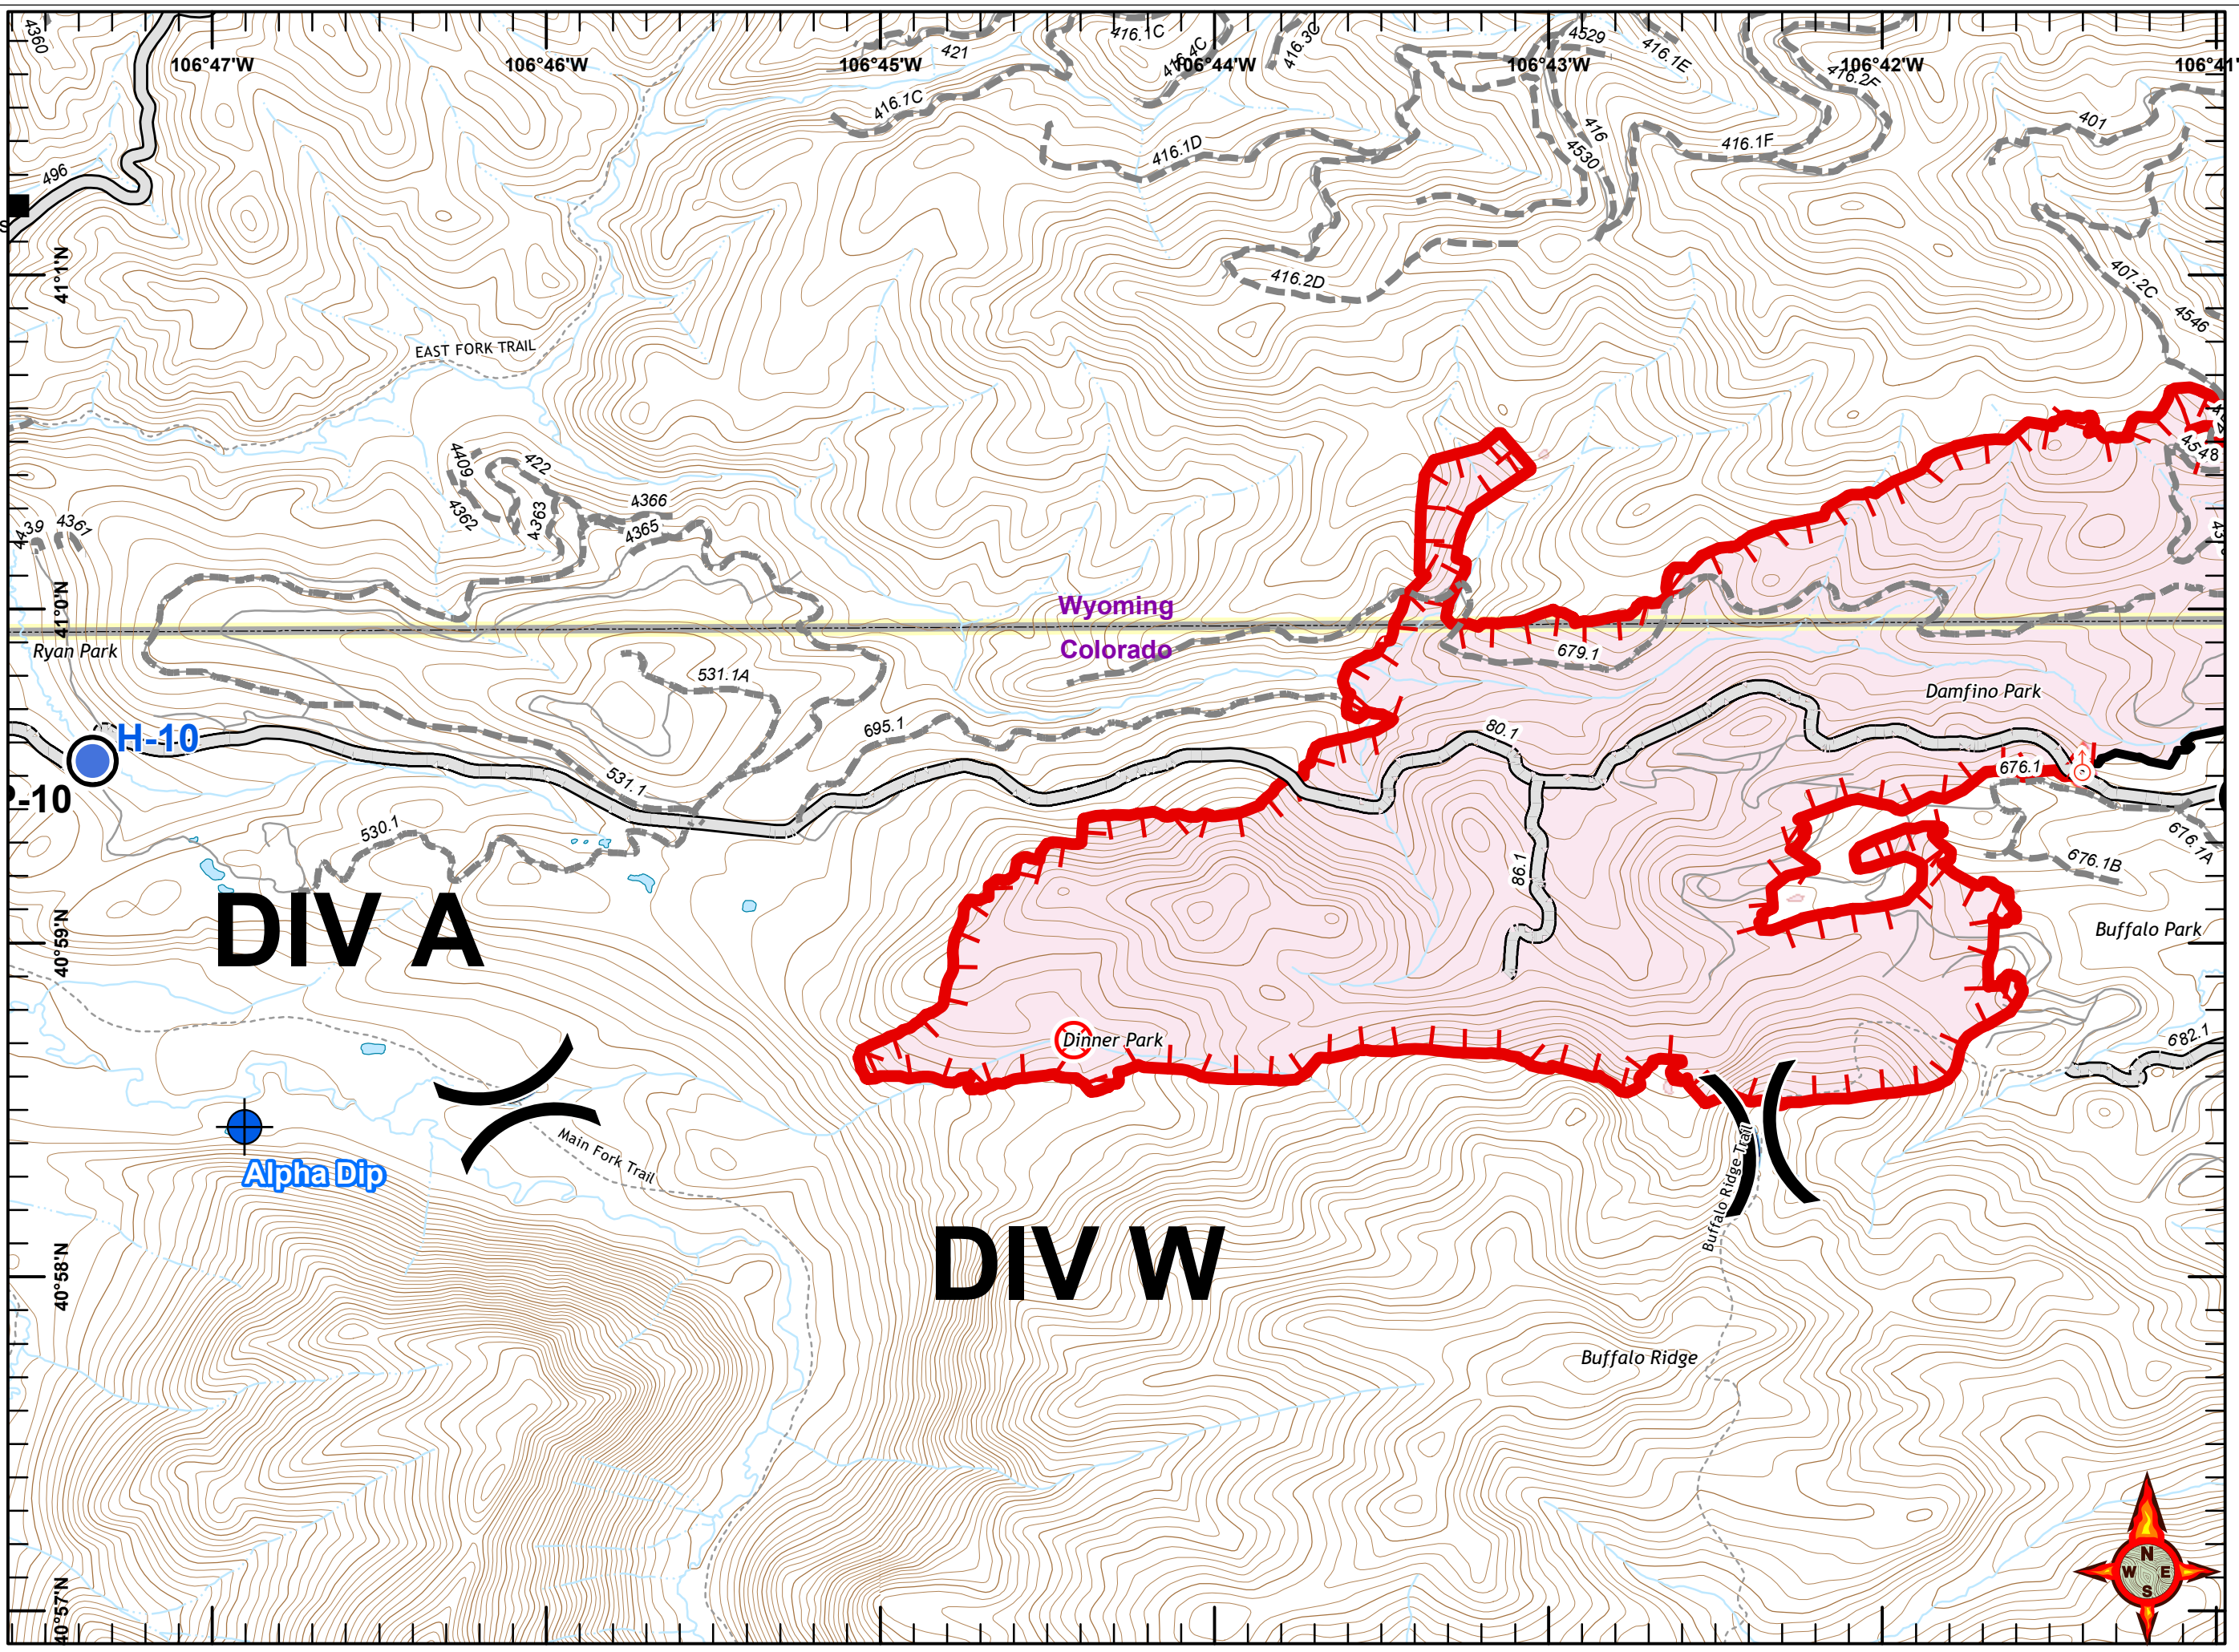 4360
421
416.1C
416.4C
416.3C
4529
416.1E
106°47'W
106°46'W
106°45'W
106°44'W
106°43'W
106°42'W
106°41'
416.2F
416.1C
401
416
416.1D
4530
416.1F
496
S
41°1'N
416.2D
407.2C
4546
EAST FORK TRAIL
4548
4409
422
4366
4362
4363
4365
4439
4361
41°0'N
Wyoming
Colorado
Ryan Park
679.1
531.1A
Damfino Park
H-10
695.1
80.1
-10
531.1
676.1
530.1
676.1A
676.1B
86.1
DIV A
40°59'N
Buffalo Park
Dinner Park
682.1
Main Fork Trail
Alpha Dip
Buffalo Ridge Trail
DIV W
40°58'N
Buffalo Ridge
N
W E
S
40°57'N